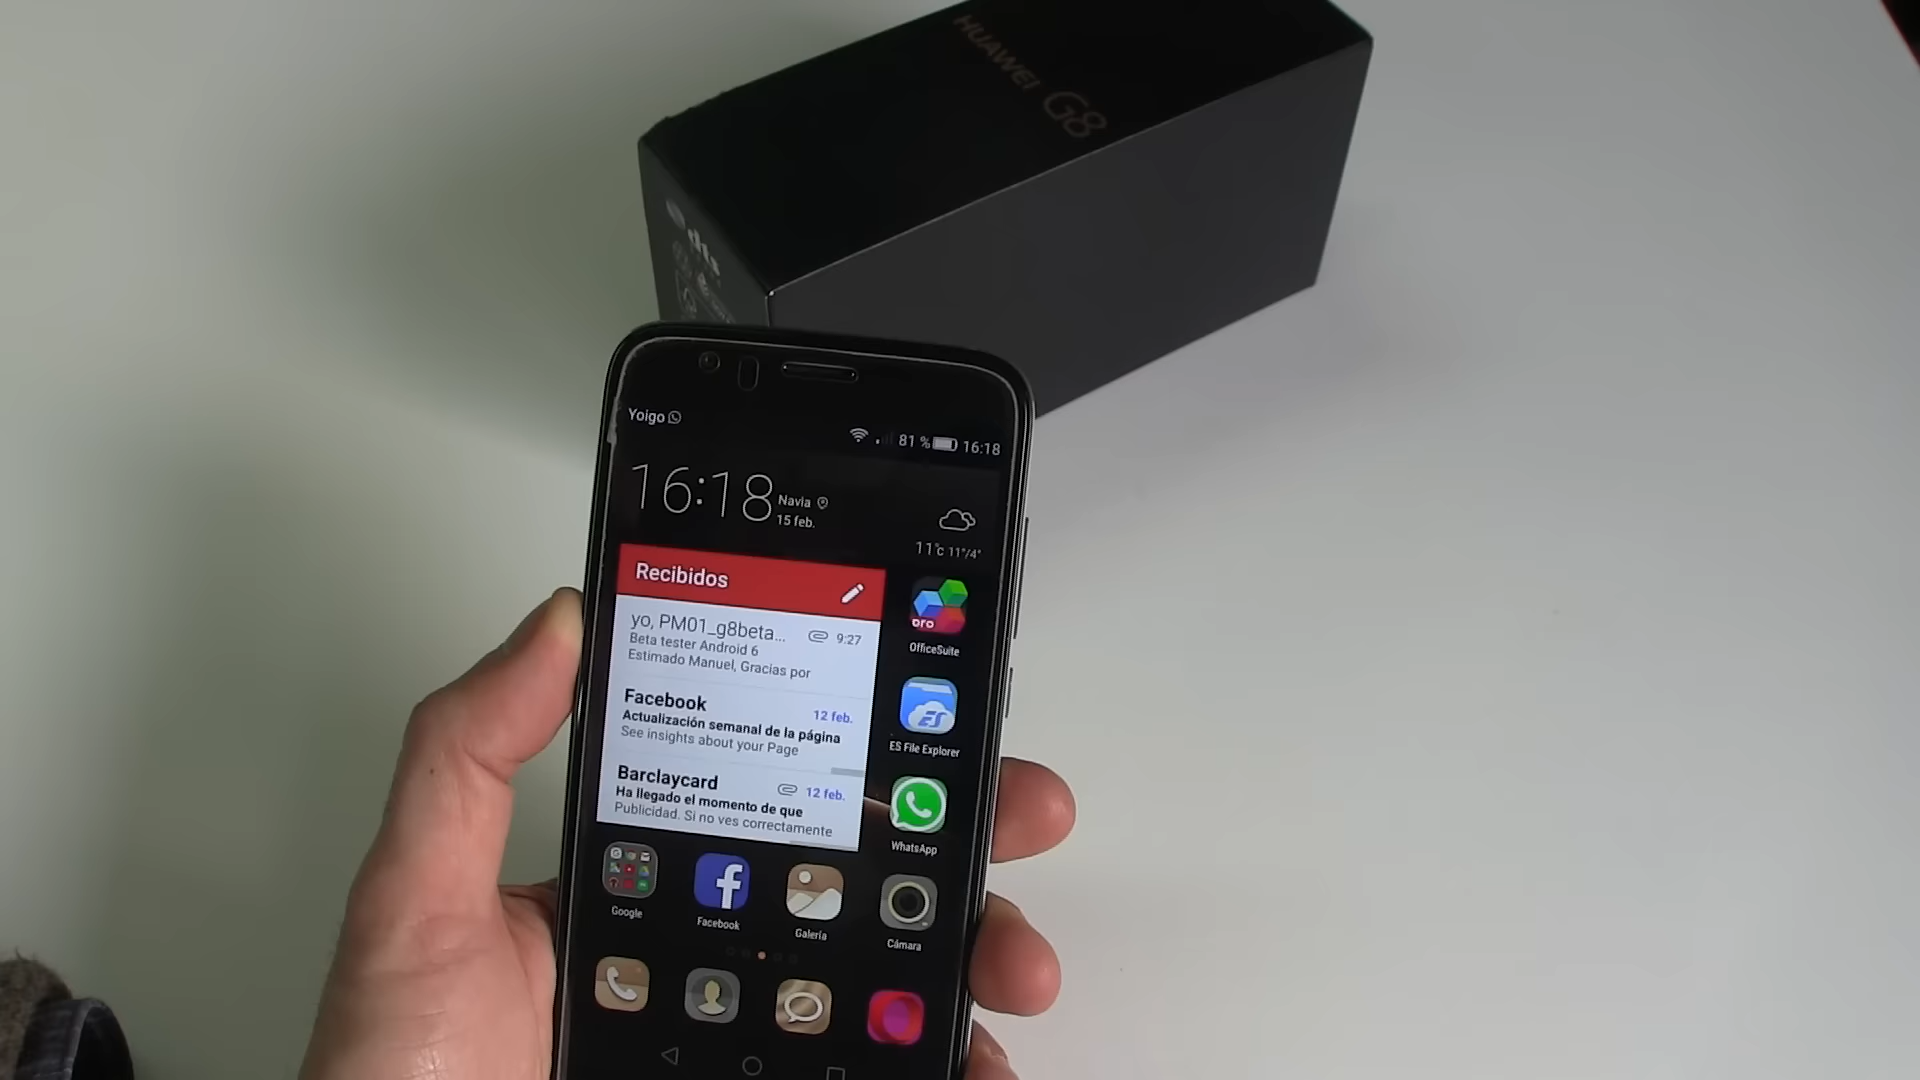 HUAWEI G8
dts
Yoigo
81 % 16:18
16:18
Navia
15 feb.
11°c 11°/4°
Recibidos
yo, PM01_g8beta... 9:27
Beta tester Android 6
Estimado Manuel, Gracias por
Facebook 12 feb.
Actualización semanal de la página
See insights about your Page
Barclaycard 12 feb.
Ha llegado el momento de que
Publicidad. Si no ves correctamente
oro
OfficeSuite
ES
ES File Explorer
WhatsApp
Google
Facebook
Galería
Cámara